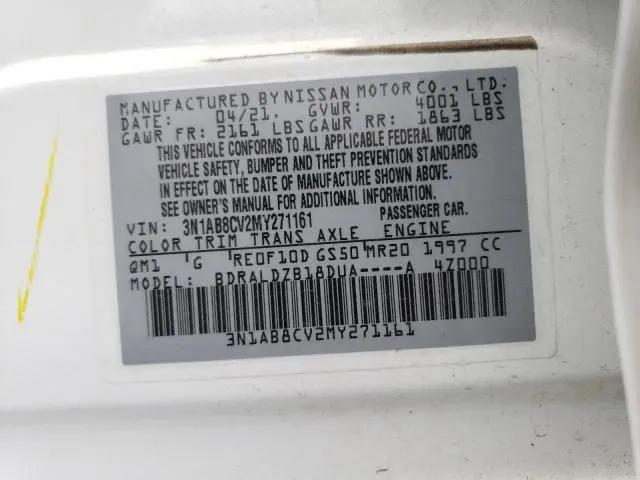 MANUFACTURED BY NISSAN MOTOR CO., LTD.
DATE: 04/21. GVWR: 4001 LBS
GAWR FR: 2161 LBS GAWR RR: 1863 LBS
THIS VEHICLE CONFORMS TO ALL APPLICABLE FEDERAL MOTOR
VEHICLE SAFETY, BUMPER AND THEFT PREVENTION STANDARDS
IN EFFECT ON THE DATE OF MANUFACTURE SHOWN ABOVE.
SEE OWNER'S MANUAL FOR ADDITIONAL INFORMATION.
VIN: 3N1AB8CV2MY271161 PASSENGER CAR.
COLOR TRIM TRANS AXLE ENGINE
QM1 G RE0F10D GS50 MR20 1997 CC
MODEL: BDRALDZB18DUA----A 4Z000
3N1AB8CV2MY271161